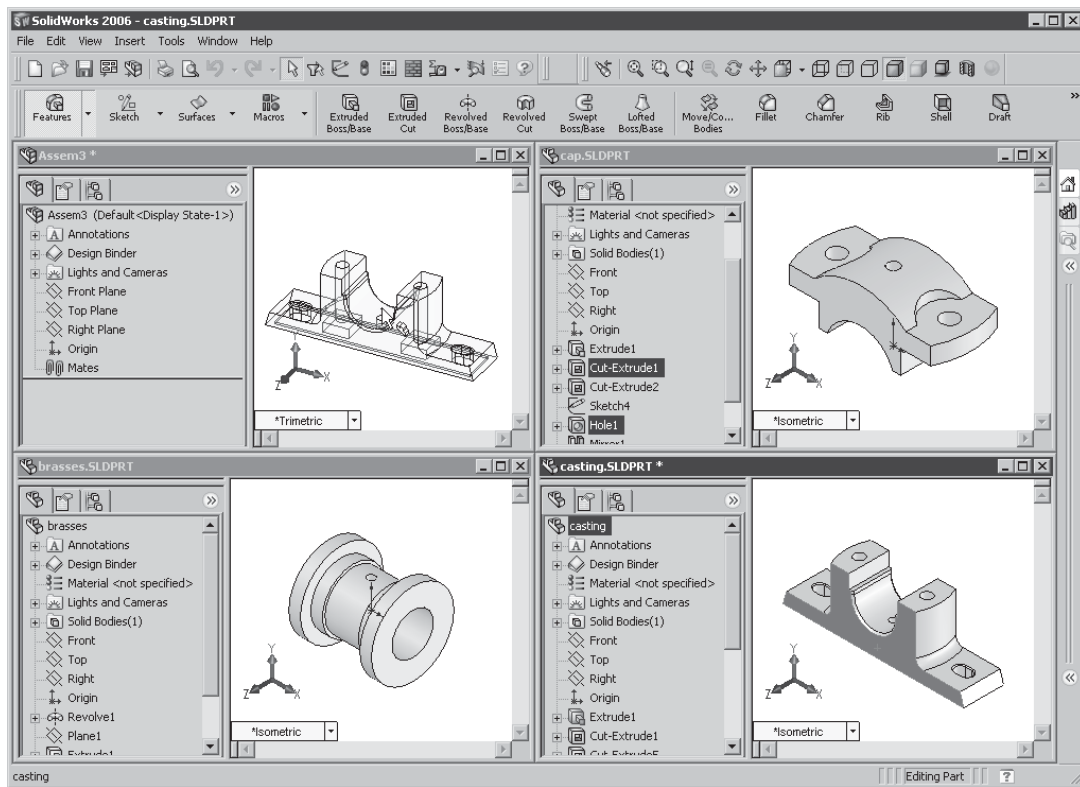 SolidWorks 2006 - casting.SLDPRT
File Edit View Insert Tools Window Help
Features Sketch Surfaces Macros Extruded Boss/Base Extruded Cut Revolved Boss/Base Revolved Cut Swept Boss/Base Lofted Boss/Base Move/Co... Bodies Fillet Chamfer Rib Shell Draft
Assem3 *
Assem3 (Default<Display State-1>)
Annotations
Design Binder
Lights and Cameras
Front Plane
Top Plane
Right Plane
Origin
Mates
Y
Z X
*Trimetric
cap.SLDPRT
Material <not specified>
Lights and Cameras
Solid Bodies(1)
Front
Top
Right
Origin
Extrude1
Cut-Extrude1
Cut-Extrude2
Sketch4
Hole1
Mirror1
Y
Z X
*Isometric
brasses.SLDPRT
brasses
Annotations
Design Binder
Material <not specified>
Lights and Cameras
Solid Bodies(1)
Front
Top
Right
Origin
Revolve1
Plane1
Extrude1
Y
Z X
*Isometric
casting.SLDPRT *
casting
Annotations
Design Binder
Material <not specified>
Lights and Cameras
Solid Bodies(1)
Front
Top
Right
Origin
Extrude1
Cut-Extrude1
Cut-Extrude5
Y
Z X
*Isometric
casting
Editing Part